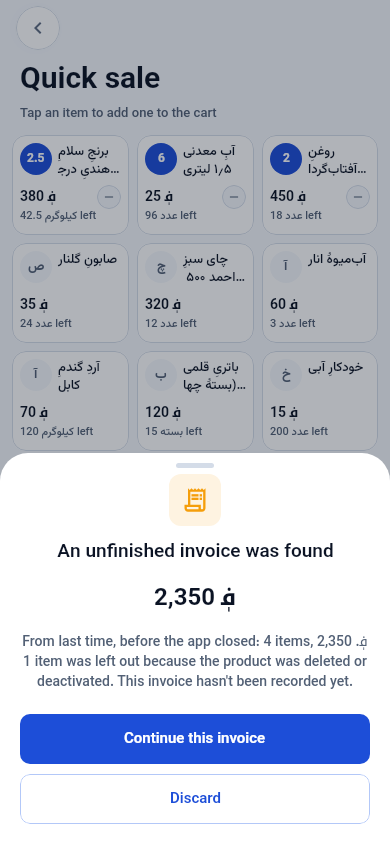 Quick sale
Tap an item to add one to the cart
2.5 برنجِ سلامِ
هندیِ درج…
380 ؋
42.5 کیلوگرم left
6 آبِ معدنی
۱٫۵ لیتری
25 ؋
96 عدد left
2 روغنِ
آفتاب‌گردا…
450 ؋
18 عدد left
ص صابونِ گلنار
35 ؋
24 عدد left
چ چای سبزِ
احمد ۵۰۰…
320 ؋
12 عدد left
آ آب‌میوهٔ انار
60 ؋
3 عدد left
آ آردِ گندمِ
کابل
70 ؋
120 کیلوگرم left
ب باتریِ قلمی
(بستهٔ چها…
120 ؋
15 بسته left
خ خودکارِ آبی
15 ؋
200 عدد left
An unfinished invoice was found
2,350 ؋
From last time, before the app closed: 4 items, 2,350 ؋.
1 item was left out because the product was deleted or
deactivated. This invoice hasn't been recorded yet.
Continue this invoice
Discard